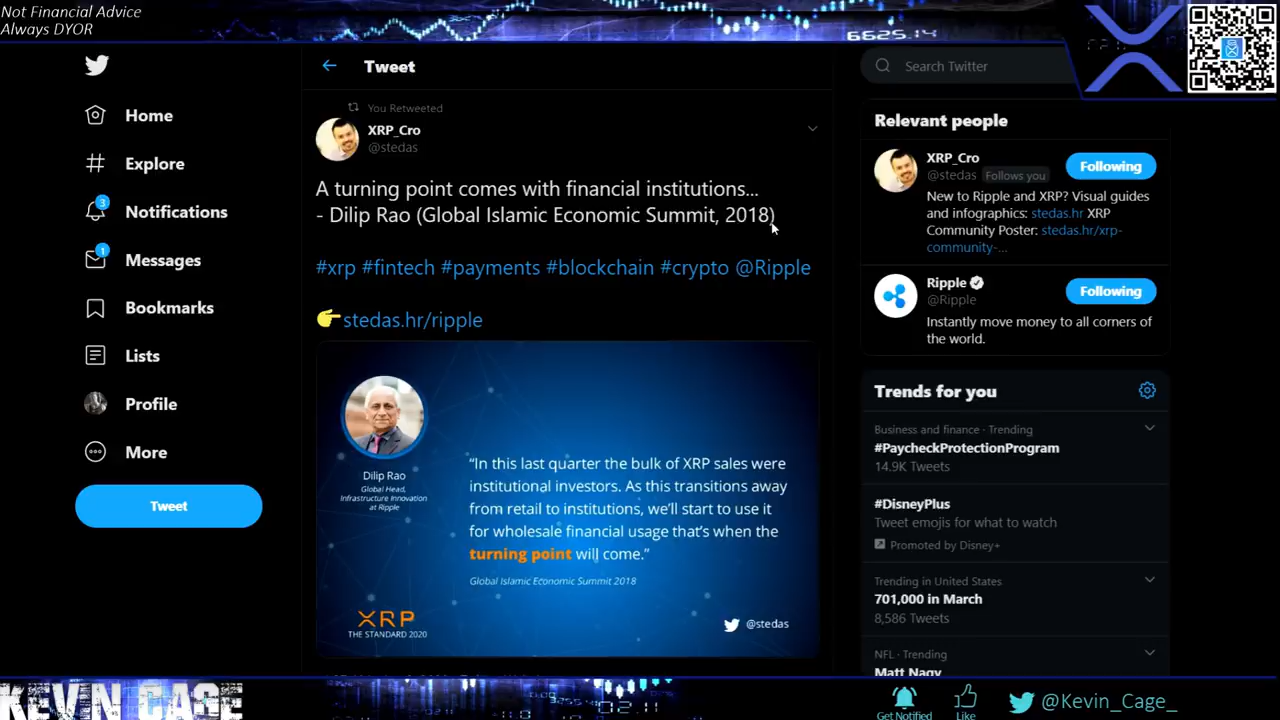 Not Financial Advice
Always DYOR
6625.14
Home
Explore
3
Notifications
1
Messages
Bookmarks
Lists
Profile
More
Tweet
Tweet
You Retweeted
XRP_Cro
@stedas
A turning point comes with financial institutions...
- Dilip Rao (Global Islamic Economic Summit, 2018)
#xrp #fintech #payments #blockchain #crypto @Ripple
stedas.hr/ripple
Dilip Rao
Global Head,
Infrastructure Innovation
at Ripple
“In this last quarter the bulk of XRP sales were
institutional investors. As this transitions away
from retail to institutions, we’ll start to use it
for wholesale financial usage that’s when the
turning point will come.”
Global Islamic Economic Summit 2018
XRP
THE STANDARD 2020
@stedas
Search Twitter
Relevant people
XRP_Cro
@stedas Follows you
Following
New to Ripple and XRP? Visual guides
and infographics: stedas.hr XRP
Community Poster: stedas.hr/xrp-
community-...
Ripple
@Ripple
Following
Instantly move money to all corners of
the world.
Trends for you
Business and finance · Trending
#PaycheckProtectionProgram
14.9K Tweets
#DisneyPlus
Tweet emojis for what to watch
Promoted by Disney+
Trending in United States
701,000 in March
8,586 Tweets
NFL · Trending
Matt Nagy
KEVIN CAGE
Get Notified
Like
@Kevin_Cage_